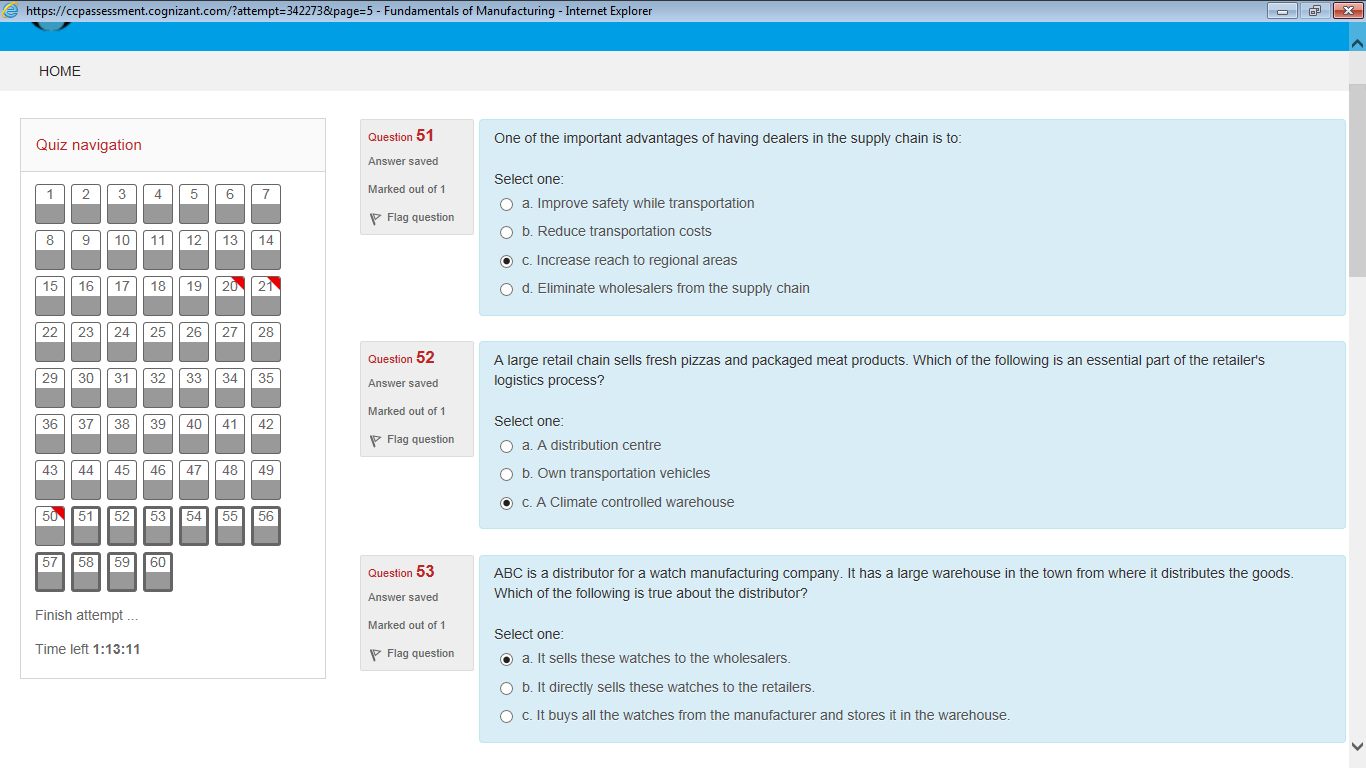 https://ccpassessment.cognizant.com/?attempt=342273&page=5 - Fundamentals of Manufacturing - Internet Explorer
HOME
Quiz navigation
1 2 3 4 5 6 7
8 9 10 11 12 13 14
15 16 17 18 19 20 21
22 23 24 25 26 27 28
29 30 31 32 33 34 35
36 37 38 39 40 41 42
43 44 45 46 47 48 49
50 51 52 53 54 55 56
57 58 59 60
Finish attempt ...
Time left 1:13:11
Question 51
Answer saved
Marked out of 1
Flag question
One of the important advantages of having dealers in the supply chain is to:
Select one:
a. Improve safety while transportation
b. Reduce transportation costs
c. Increase reach to regional areas
d. Eliminate wholesalers from the supply chain
Question 52
Answer saved
Marked out of 1
Flag question
A large retail chain sells fresh pizzas and packaged meat products. Which of the following is an essential part of the retailer's
logistics process?
Select one:
a. A distribution centre
b. Own transportation vehicles
c. A Climate controlled warehouse
Question 53
Answer saved
Marked out of 1
Flag question
ABC is a distributor for a watch manufacturing company. It has a large warehouse in the town from where it distributes the goods.
Which of the following is true about the distributor?
Select one:
a. It sells these watches to the wholesalers.
b. It directly sells these watches to the retailers.
c. It buys all the watches from the manufacturer and stores it in the warehouse.